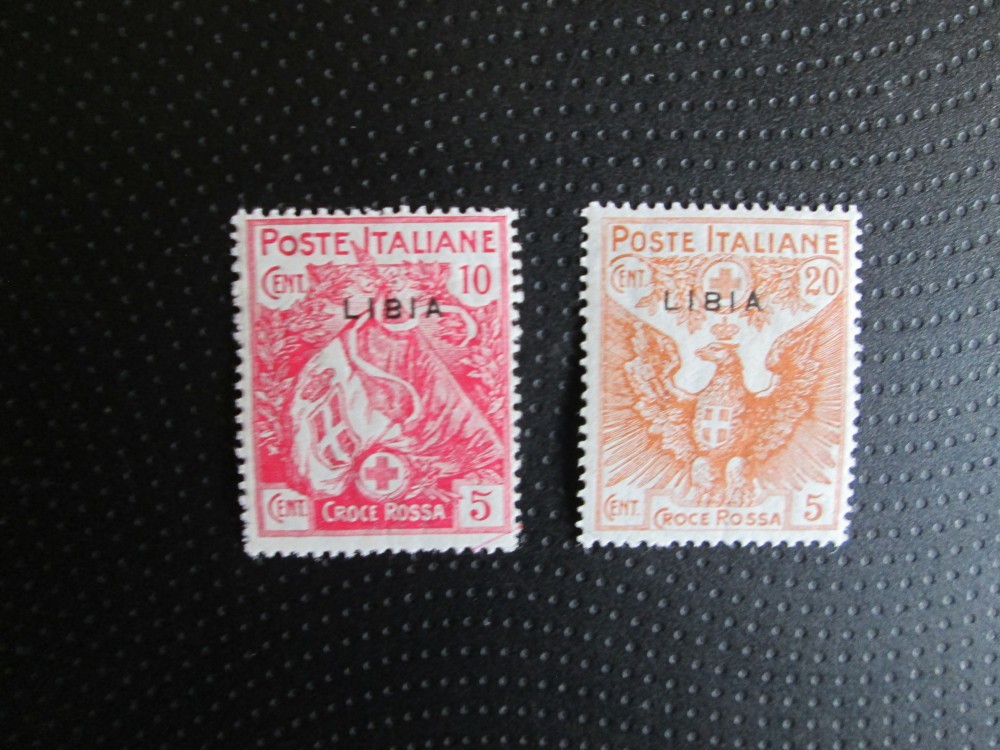 POSTE ITALIANE
CENT. 10
LIBIA
CENT. CROCE ROSSA 5
POSTE ITALIANE
CENT. 20
LIBIA
CENT. CROCE ROSSA 5